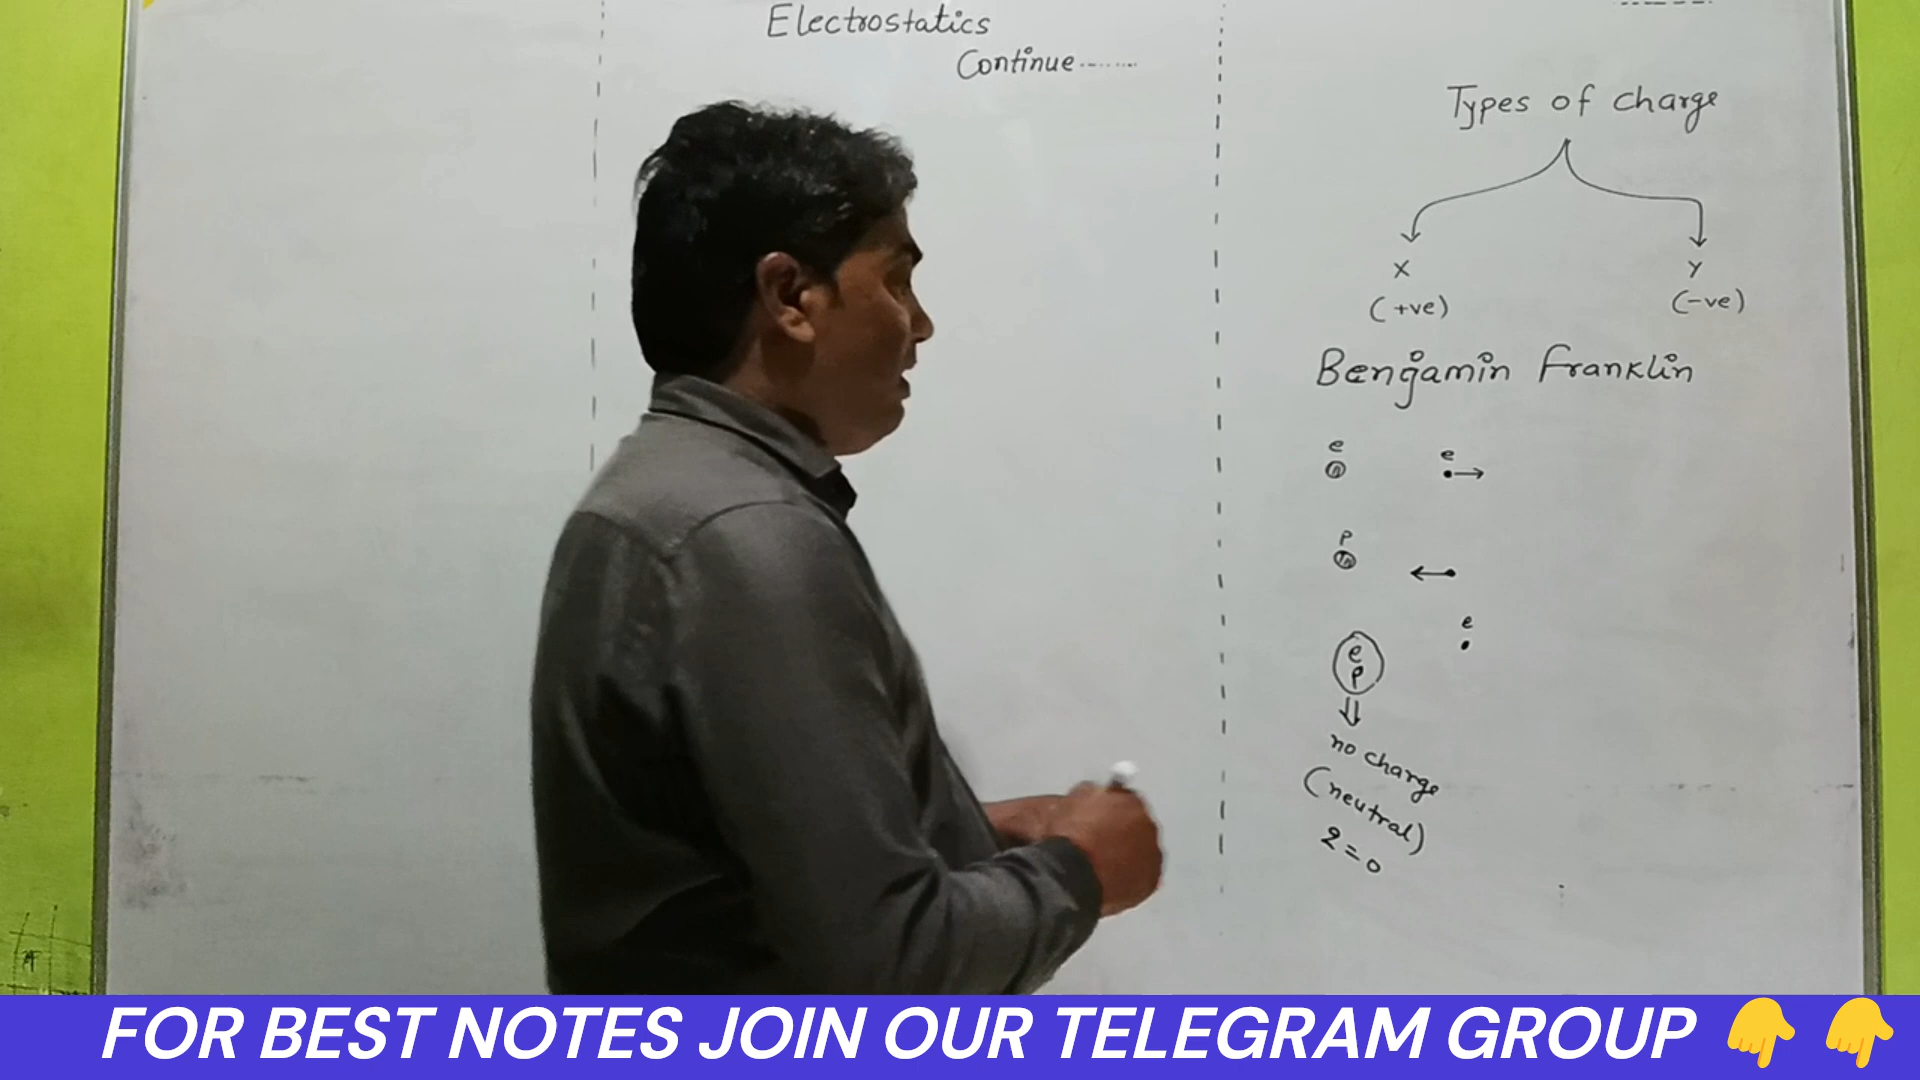 Electrostatics
Continue.......
Types of charge
X
Y
(+ve)
(-ve)
Bengamin Franklin
e
n
e
P
e
e
P
no charge
(neutral)
q=0
FOR BEST NOTES JOIN OUR TELEGRAM GROUP 👇 👇